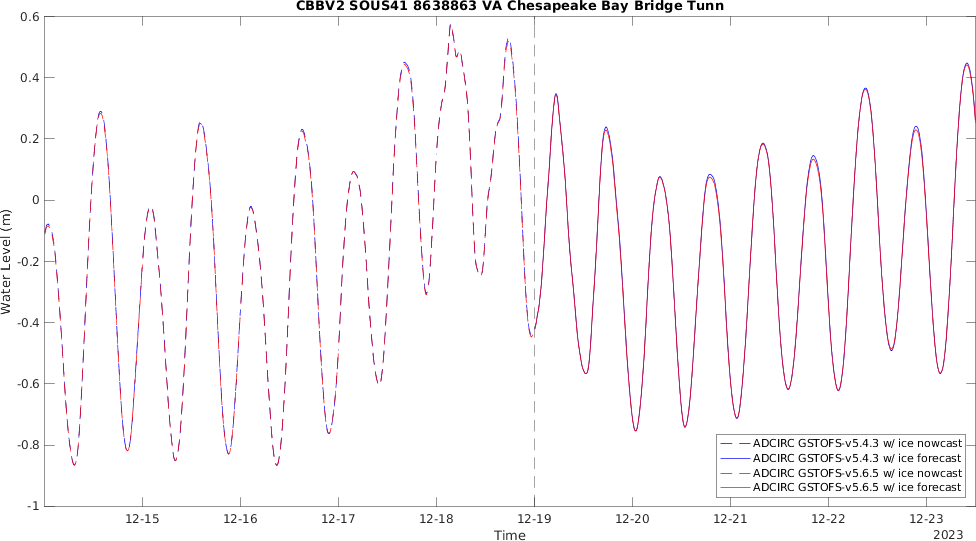 CBBV2 SOUS41 8638863 VA Chesapeake Bay Bridge Tunn
0.6
0.4
0.2
0
-0.2
-0.4
-0.6
-0.8
-1
Water Level (m)
ADCIRC GSTOFS-v5.4.3 w/ ice nowcast
ADCIRC GSTOFS-v5.4.3 w/ ice forecast
ADCIRC GSTOFS-v5.6.5 w/ ice nowcast
ADCIRC GSTOFS-v5.6.5 w/ ice forecast
12-15 12-16 12-17 12-18 12-19 12-20 12-21 12-22 12-23
Time
2023